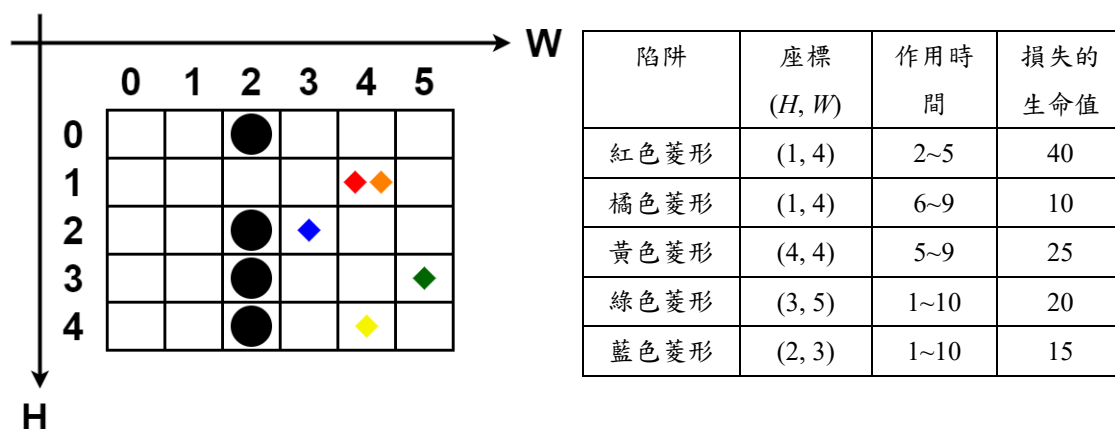 W
0 1 2 3 4 5
0
1
2
3
4
H
陷阱 座標 作用時 損失的
(H, W) 間 生命值
紅色菱形 (1, 4) 2~5 40
橘色菱形 (1, 4) 6~9 10
黃色菱形 (4, 4) 5~9 25
綠色菱形 (3, 5) 1~10 20
藍色菱形 (2, 3) 1~10 15